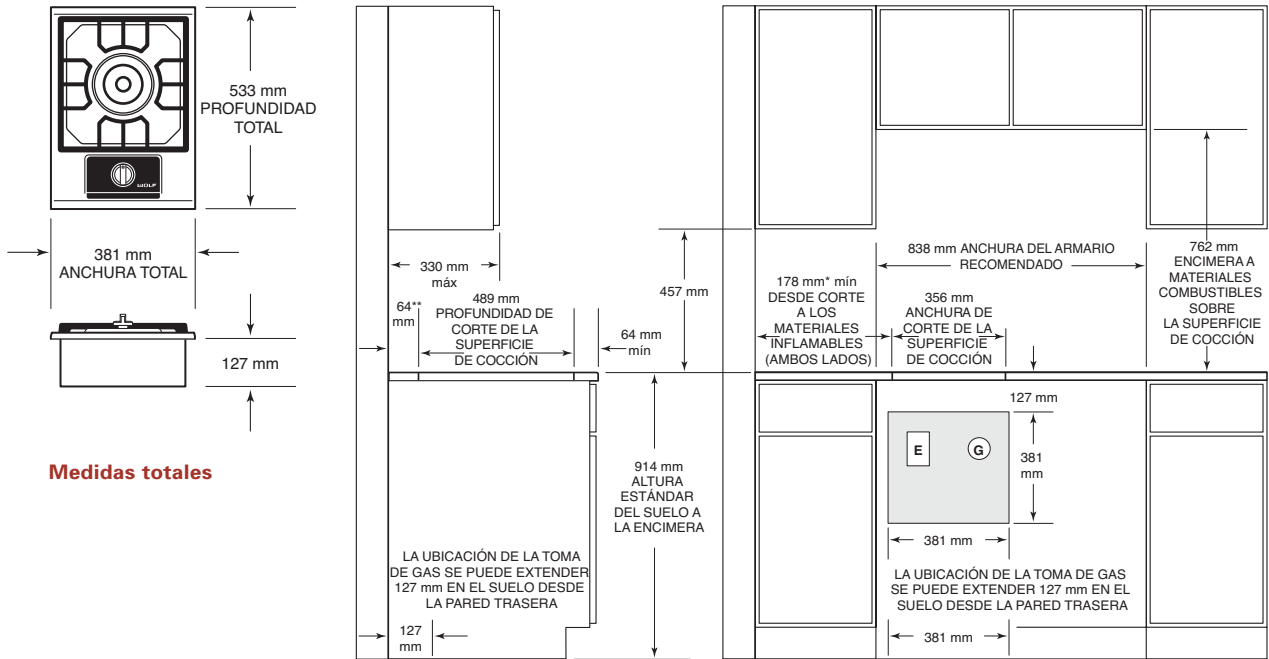 533 mm
PROFUNDIDAD
TOTAL
WOLF
381 mm
ANCHURA TOTAL
127 mm
Medidas totales
330 mm
máx
64**
mm
489 mm
PROFUNDIDAD DE
CORTE DE LA
SUPERFICIE
DE COCCIÓN
64 mm
mín
457 mm
914 mm
ALTURA
ESTÁNDAR
DEL SUELO A
LA ENCIMERA
LA UBICACIÓN DE LA TOMA
DE GAS SE PUEDE EXTENDER
127 mm EN EL SUELO DESDE
LA PARED TRASERA
127
mm
838 mm ANCHURA DEL ARMARIO
RECOMENDADO
178 mm* mín
DESDE CORTE
A LOS
MATERIALES
INFLAMABLES
(AMBOS LADOS)
356 mm
ANCHURA DE
CORTE DE LA
SUPERFICIE
DE COCCIÓN
762 mm
ENCIMERA A
MATERIALES
COMBUSTIBLES
SOBRE
LA SUPERFICIE
DE COCCIÓN
127 mm
E
G
381
mm
381 mm
LA UBICACIÓN DE LA TOMA DE GAS
SE PUEDE EXTENDER 127 mm EN EL
SUELO DESDE LA PARED TRASERA
381 mm